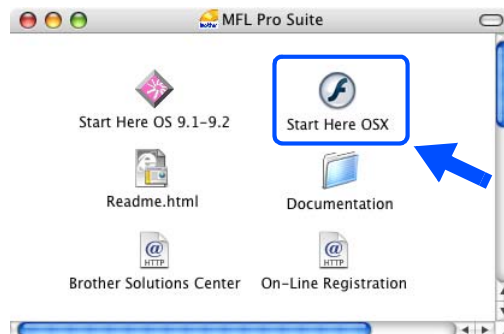 MFL Pro Suite
Start Here OS 9.1-9.2
Start Here OSX
Readme.html
Documentation
@
HTTP
@
HTTP
Brother Solutions Center
On-Line Registration